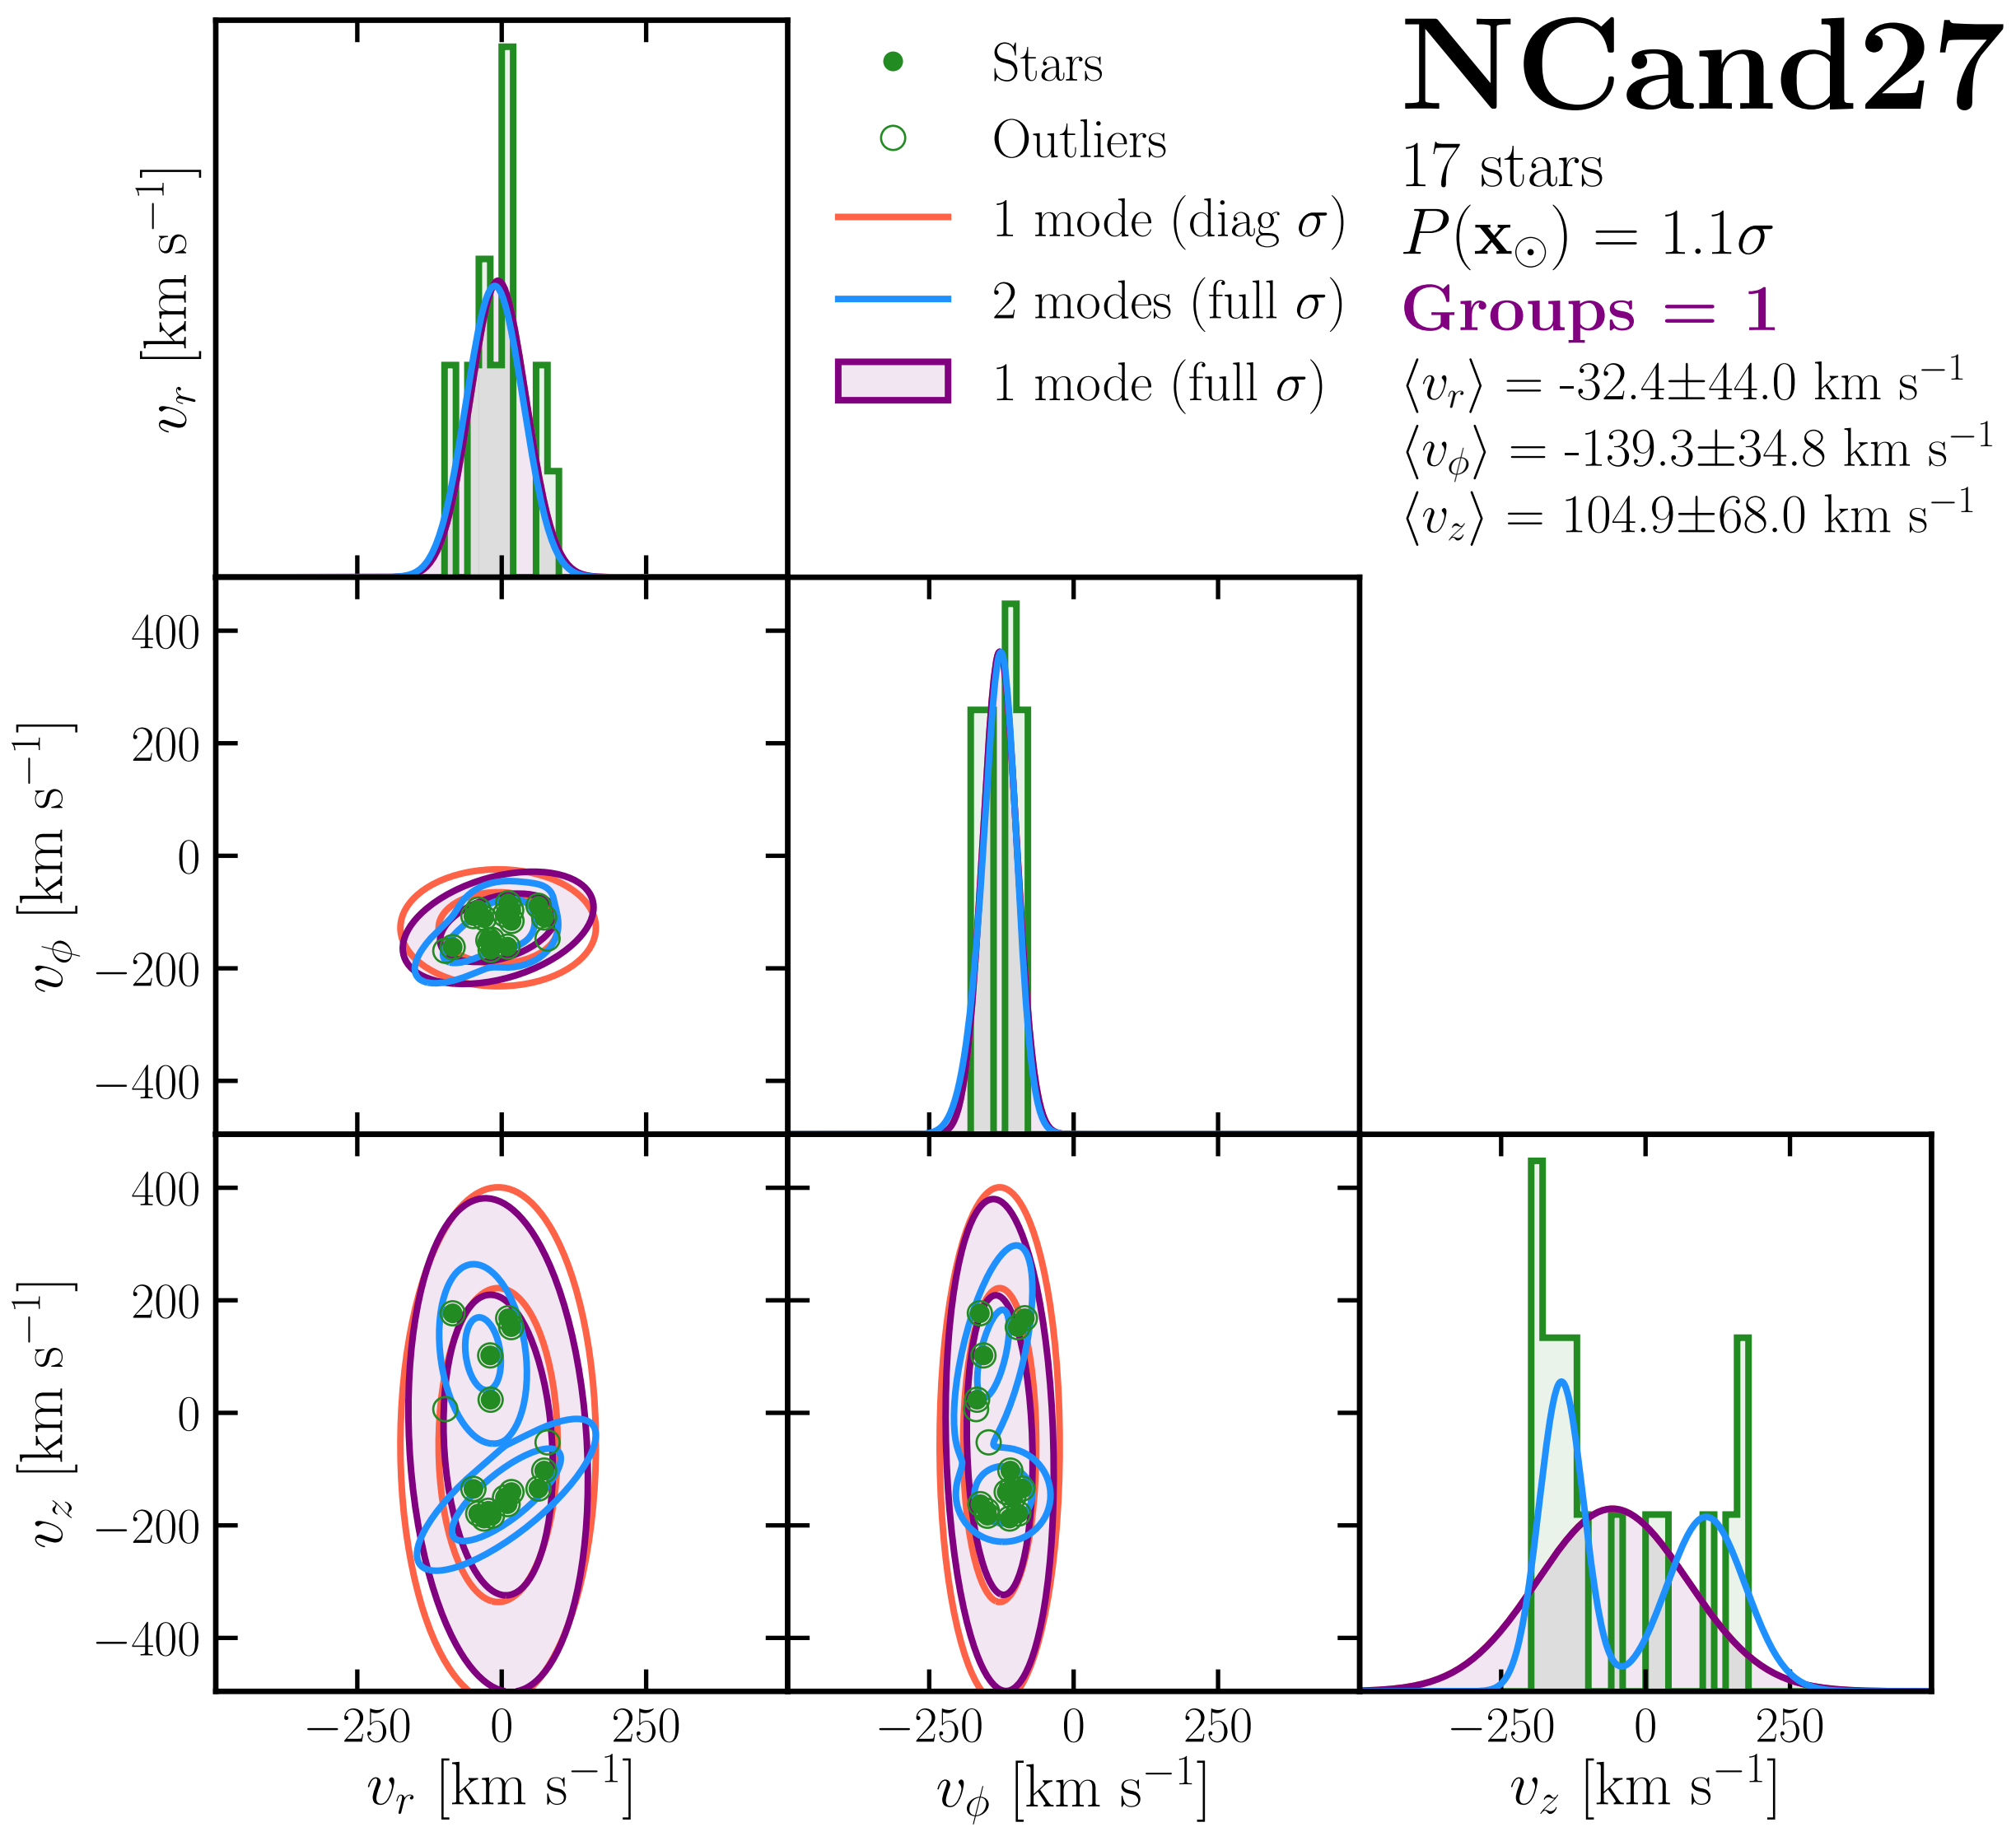 NCand27
17 stars
P(x⊙) = 1.1σ
Groups = 1
⟨v_r⟩ = -32.4±44.0 km s⁻¹
⟨v_ϕ⟩ = -139.3±34.8 km s⁻¹
⟨v_z⟩ = 104.9±68.0 km s⁻¹
Stars
Outliers
1 mode (diag σ)
2 modes (full σ)
1 mode (full σ)
v_r [km s⁻¹]
400
200
0
−200
−400
v_ϕ [km s⁻¹]
400
200
0
−200
−400
v_z [km s⁻¹]
−250 0 250
v_r [km s⁻¹]
−250 0 250
v_ϕ [km s⁻¹]
−250 0 250
v_z [km s⁻¹]